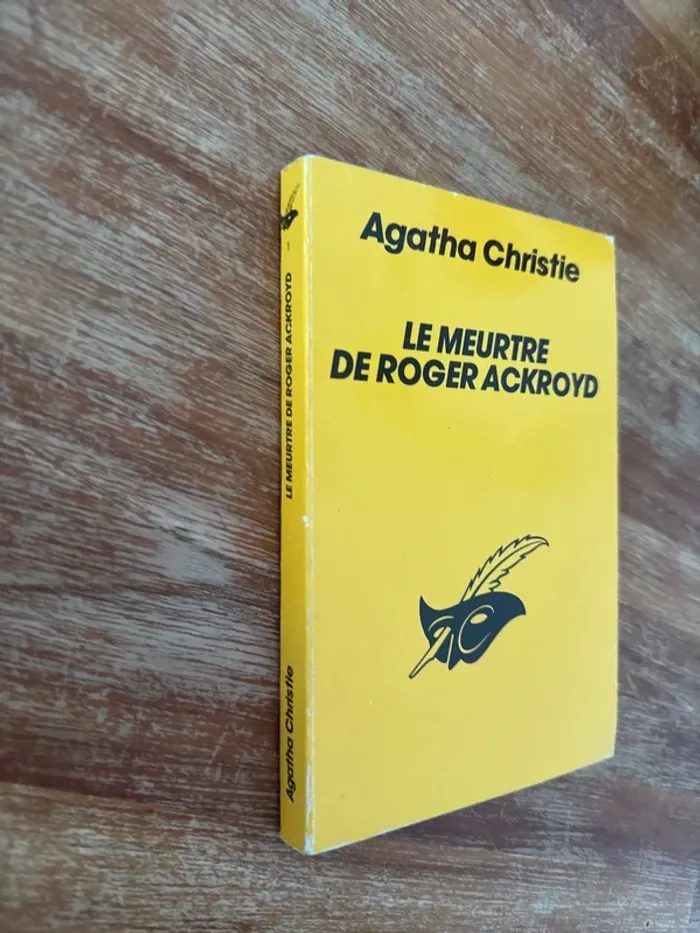 Agatha Christie
LE MEURTRE
DE ROGER ACKROYD
1
LE MEURTRE DE ROGER ACKROYD
Agatha Christie